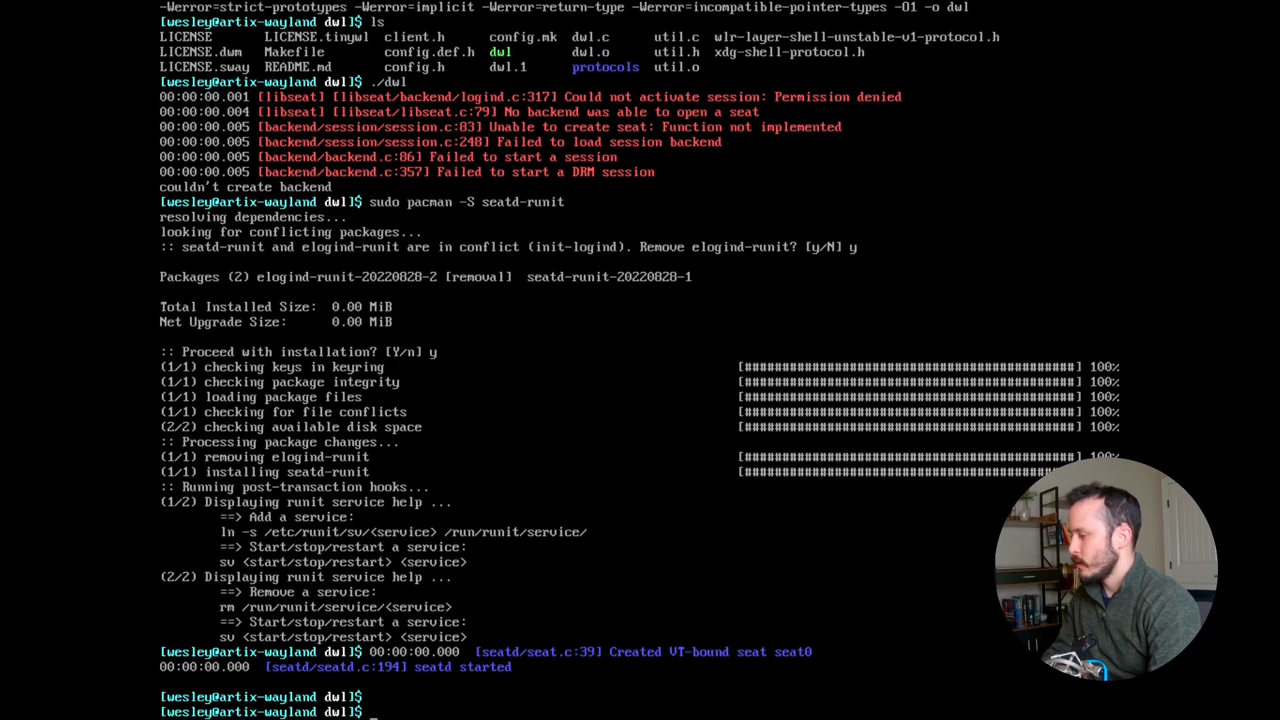 -Werror=strict-prototypes -Werror=implicit -Werror=return-type -Werror=incompatible-pointer-types -O1 -o dwl
[wesley@artix-wayland dwl]$ ls
LICENSE LICENSE.tinywl client.h config.mk dwl.c util.c wlr-layer-shell-unstable-v1-protocol.h
LICENSE.dwm Makefile config.def.h dwl dwl.o util.h xdg-shell-protocol.h
LICENSE.sway README.md config.h dwl.1 protocols util.o
[wesley@artix-wayland dwl]$ ./dwl
00:00:00.001 [libseat] [libseat/backend/logind.c:317] Could not activate session: Permission denied
00:00:00.004 [libseat] [libseat/libseat.c:79] No backend was able to open a seat
00:00:00.005 [backend/session/session.c:83] Unable to create seat: Function not implemented
00:00:00.005 [backend/session/session.c:248] Failed to load session backend
00:00:00.005 [backend/backend.c:86] Failed to start a session
00:00:00.005 [backend/backend.c:357] Failed to start a DRM session
couldn't create backend
[wesley@artix-wayland dwl]$ sudo pacman -S seatd-runit
resolving dependencies...
looking for conflicting packages...
:: seatd-runit and elogind-runit are in conflict (init-logind). Remove elogind-runit? [y/N] y
Packages (2) elogind-runit-20220828-2 [removal] seatd-runit-20220828-1
Total Installed Size: 0.00 MiB
Net Upgrade Size: 0.00 MiB
:: Proceed with installation? [Y/n] y
(1/1) checking keys in keyring [############################################] 100%
(1/1) checking package integrity [############################################] 100%
(1/1) loading package files [############################################] 100%
(1/1) checking for file conflicts [############################################] 100%
(2/2) checking available disk space [############################################] 100%
:: Processing package changes...
(1/1) removing elogind-runit [############################################] 100%
(1/1) installing seatd-runit [############################################
:: Running post-transaction hooks...
(1/2) Displaying runit service help ...
==> Add a service:
ln -s /etc/runit/sv/<service> /run/runit/service/
==> Start/stop/restart a service:
sv <start/stop/restart> <service>
(2/2) Displaying runit service help ...
==> Remove a service:
rm /run/runit/service/<service>
==> Start/stop/restart a service:
sv <start/stop/restart> <service>
[wesley@artix-wayland dwl]$ 00:00:00.000 [seatd/seat.c:39] Created VT-bound seat seat0
00:00:00.000 [seatd/seatd.c:194] seatd started
[wesley@artix-wayland dwl]$
[wesley@artix-wayland dwl]$ _